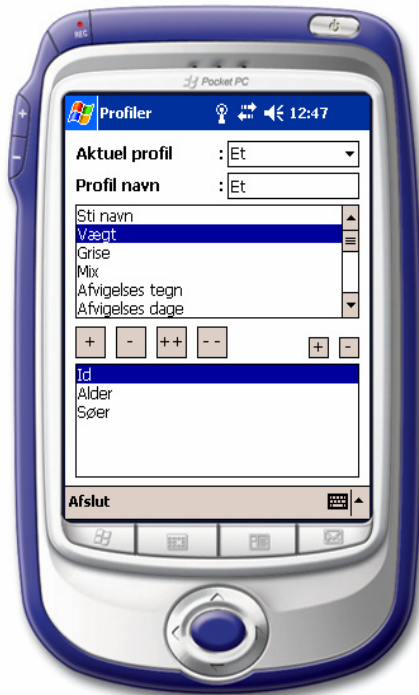 REC
Pocket PC
Profiler 12:47
Aktuel profil : Et
Profil navn : Et
Sti navn
Vægt
Grise
Mix
Afvigelses tegn
Afvigelses dage
+ - ++ -- + -
Id
Alder
Søer
Afslut